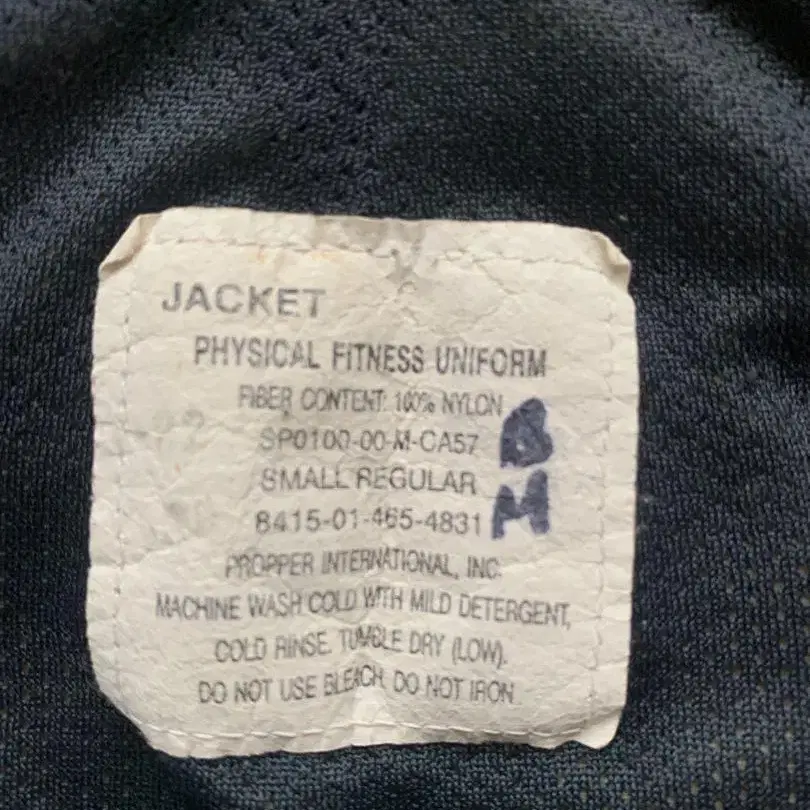 JACKET
PHYSICAL FITNESS UNIFORM
FIBER CONTENT: 100% NYLON
SP0100-00-M-CA57 B
SMALL REGULAR
8415-01-465-4831 M
PROPPER INTERNATIONAL, INC.
MACHINE WASH COLD WITH MILD DETERGENT,
COLD RINSE. TUMBLE DRY (LOW).
DO NOT USE BLEACH. DO NOT IRON.